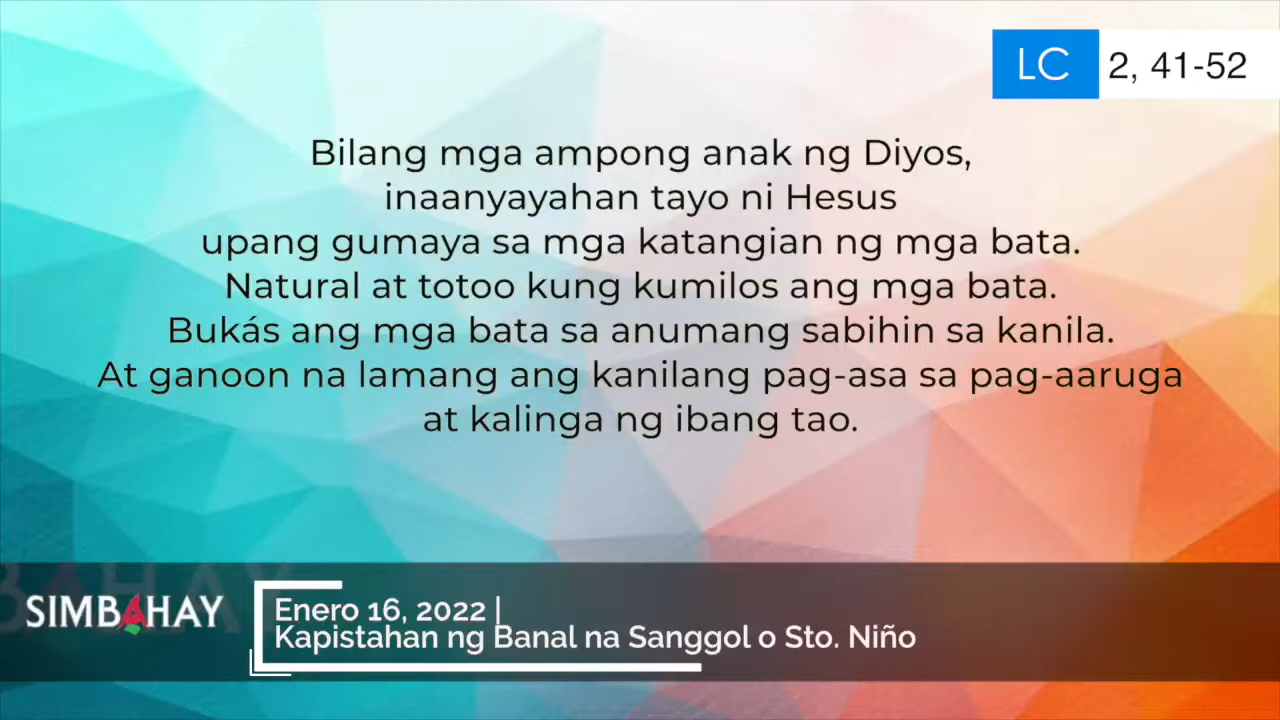 LC 2, 41-52
Bilang mga ampong anak ng Diyos,
inaanyayahan tayo ni Hesus
upang gumaya sa mga katangian ng mga bata.
Natural at totoo kung kumilos ang mga bata.
Bukás ang mga bata sa anumang sabihin sa kanila.
At ganoon na lamang ang kanilang pag-asa sa pag-aaruga
at kalinga ng ibang tao.
SIMBAHAY
Enero 16, 2022 |
Kapistahan ng Banal na Sanggol o Sto. Niño